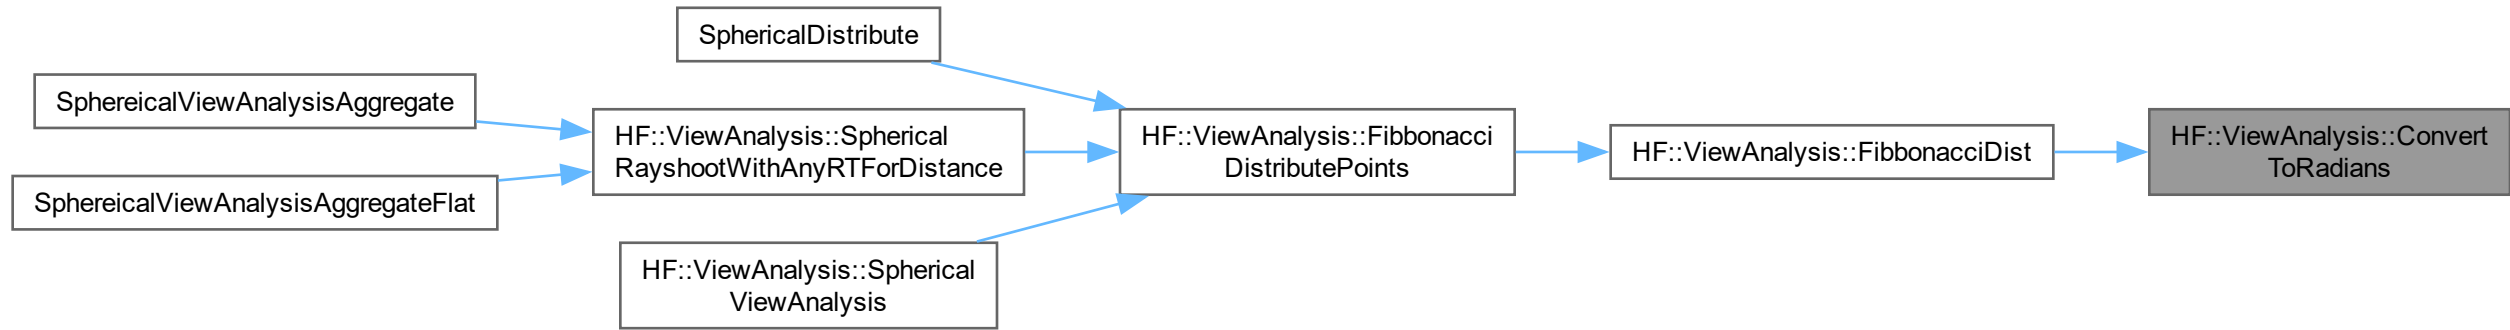 SphericalDistribute
SphereicalViewAnalysisAggregate
SphereicalViewAnalysisAggregateFlat
HF::ViewAnalysis::Spherical
RayshootWithAnyRTForDistance
HF::ViewAnalysis::Spherical
ViewAnalysis
HF::ViewAnalysis::Fibbonacci
DistributePoints
HF::ViewAnalysis::FibbonacciDist
HF::ViewAnalysis::Convert
ToRadians